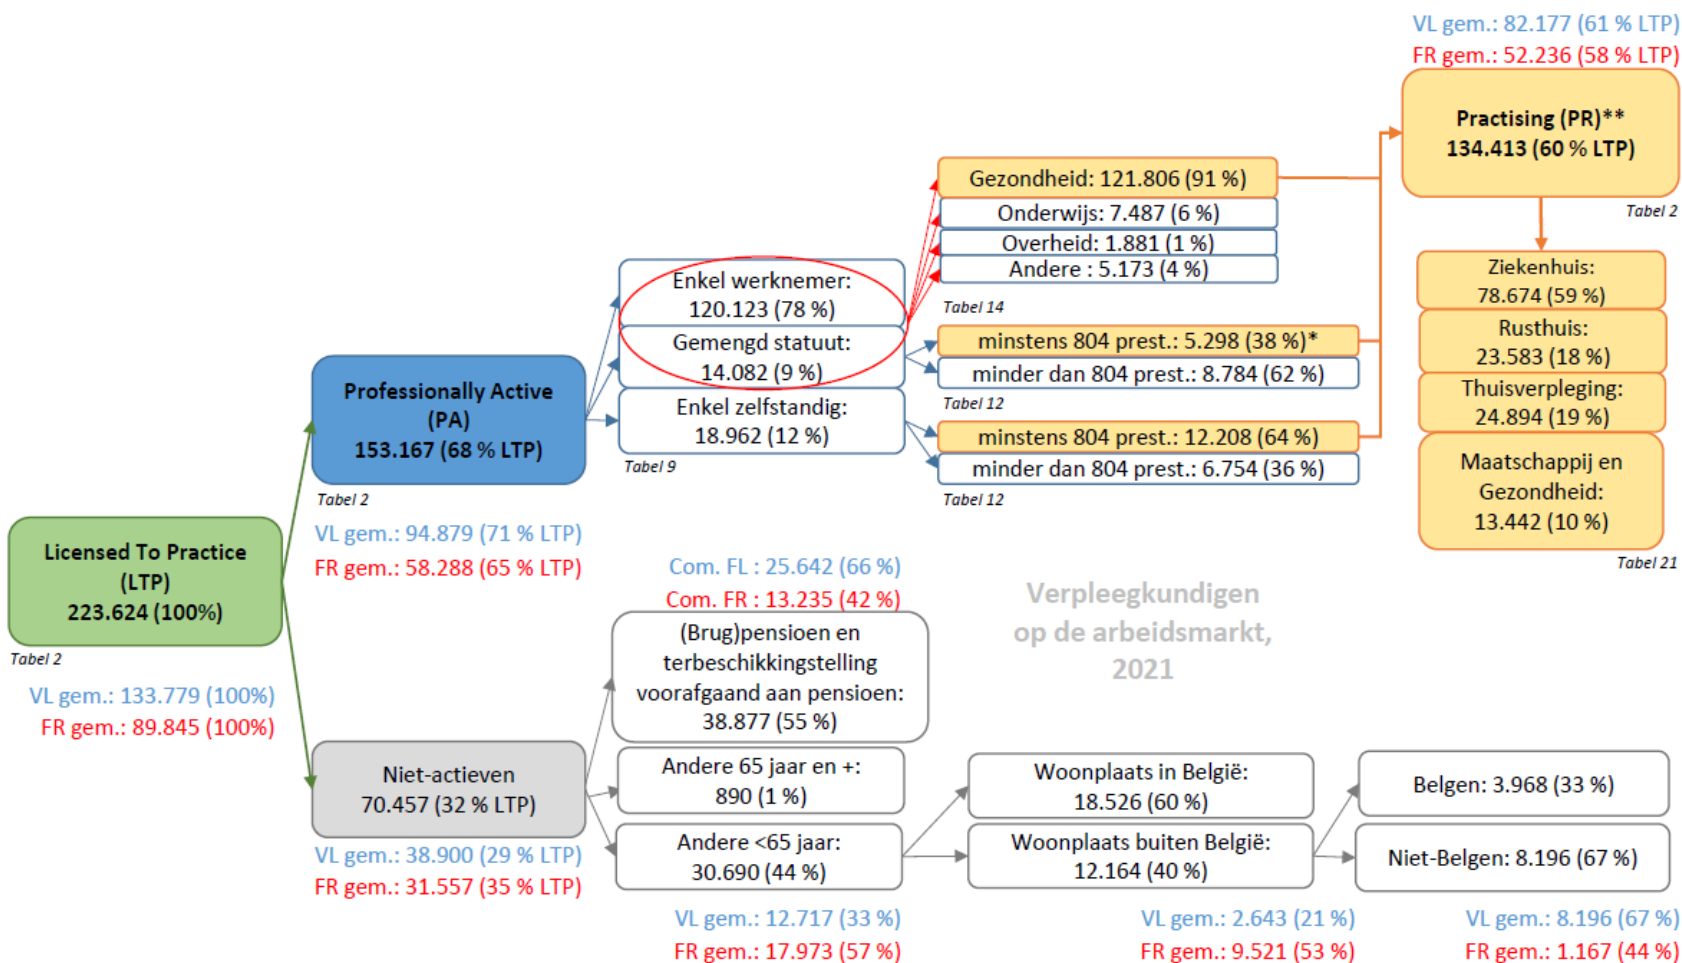 VL gem.: 82.177 (61 % LTP)
FR gem.: 52.236 (58 % LTP)
Practising (PR)**
134.413 (60 % LTP)
Tabel 2
Gezondheid: 121.806 (91 %)
Onderwijs: 7.487 (6 %)
Overheid: 1.881 (1 %)
Andere : 5.173 (4 %)
Tabel 14
Enkel werknemer:
120.123 (78 %)
Gemengd statuut:
14.082 (9 %)
Enkel zelfstandig:
18.962 (12 %)
Tabel 9
minstens 804 prest.: 5.298 (38 %)*
minder dan 804 prest.: 8.784 (62 %)
Tabel 12
minstens 804 prest.: 12.208 (64 %)
minder dan 804 prest.: 6.754 (36 %)
Tabel 12
Ziekenhuis:
78.674 (59 %)
Rusthuis:
23.583 (18 %)
Thuisverpleging:
24.894 (19 %)
Maatschappij en
Gezondheid:
13.442 (10 %)
Tabel 21
Professionally Active
(PA)
153.167 (68 % LTP)
Tabel 2
VL gem.: 94.879 (71 % LTP)
FR gem.: 58.288 (65 % LTP)
Licensed To Practice
(LTP)
223.624 (100%)
Tabel 2
VL gem.: 133.779 (100%)
FR gem.: 89.845 (100%)
Com. FL : 25.642 (66 %)
Com. FR : 13.235 (42 %)
(Brug)pensioen en
terbeschikkingstelling
voorafgaand aan pensioen:
38.877 (55 %)
Verpleegkundigen
op de arbeidsmarkt,
2021
Niet-actieven
70.457 (32 % LTP)
VL gem.: 38.900 (29 % LTP)
FR gem.: 31.557 (35 % LTP)
Andere 65 jaar en +:
890 (1 %)
Andere <65 jaar:
30.690 (44 %)
VL gem.: 12.717 (33 %)
FR gem.: 17.973 (57 %)
Woonplaats in België:
18.526 (60 %)
Woonplaats buiten België:
12.164 (40 %)
VL gem.: 2.643 (21 %)
FR gem.: 9.521 (53 %)
Belgen: 3.968 (33 %)
Niet-Belgen: 8.196 (67 %)
VL gem.: 8.196 (67 %)
FR gem.: 1.167 (44 %)